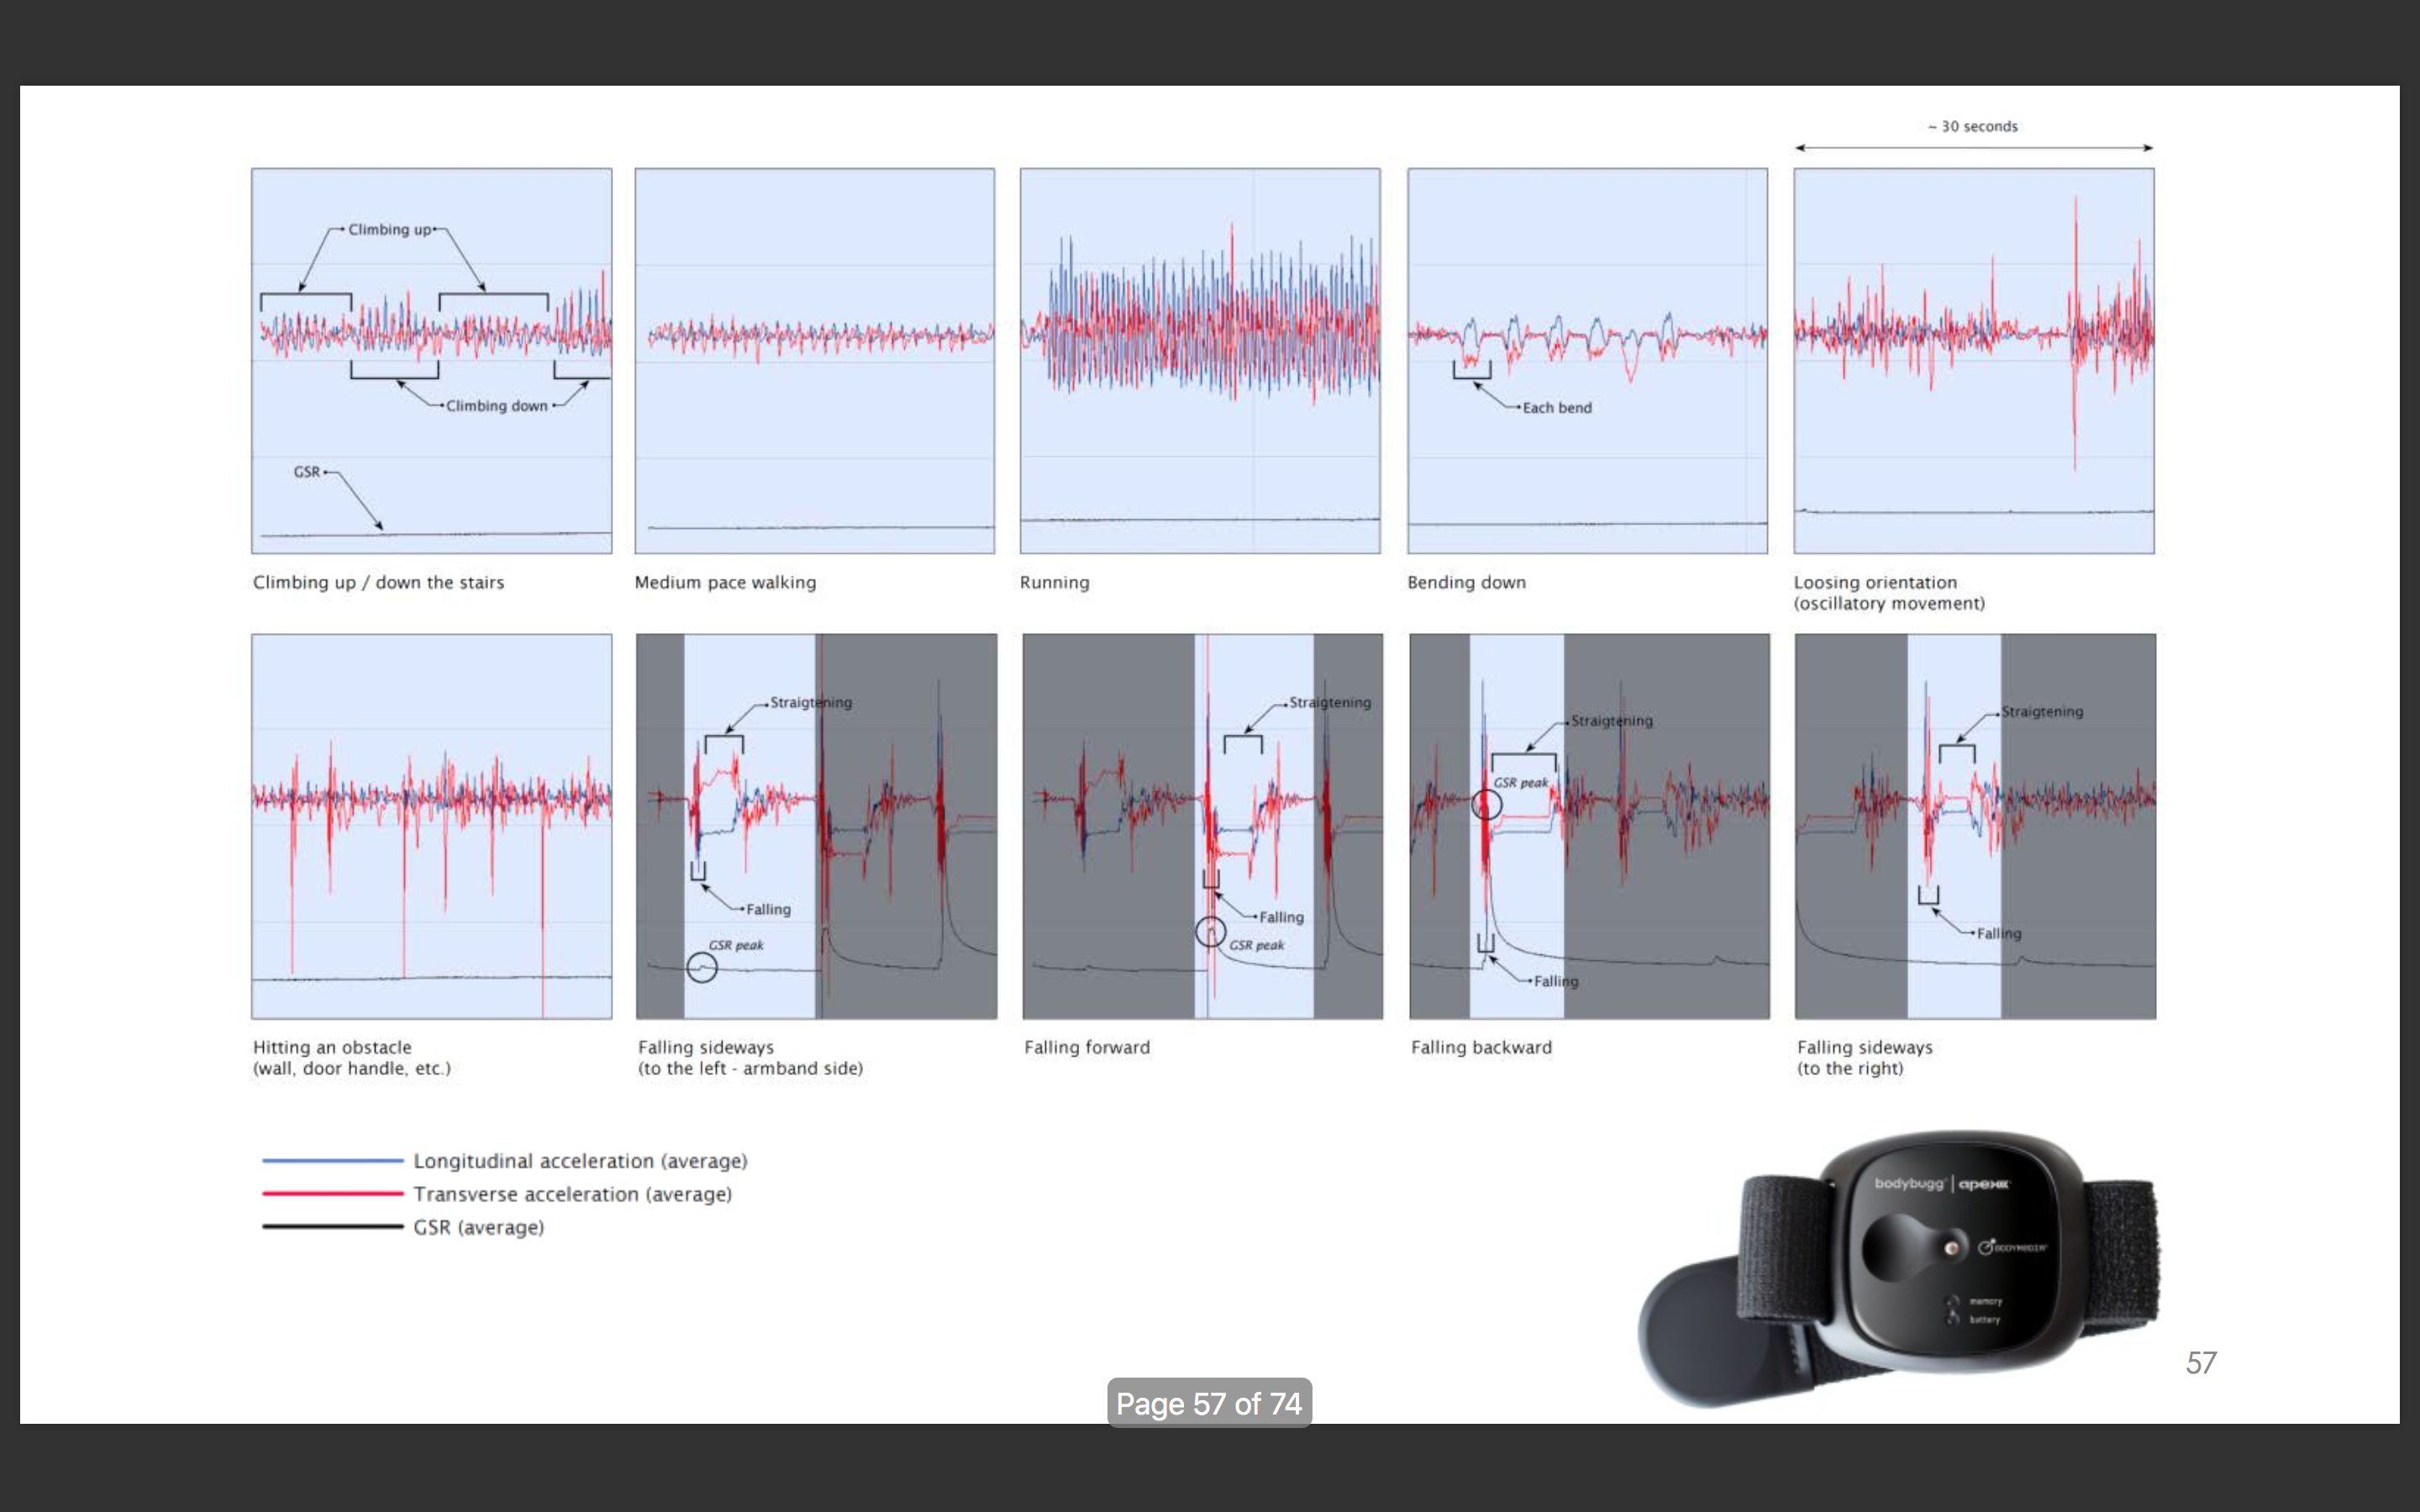 ~ 30 seconds
Climbing up
Climbing down
GSR
Each bend
Climbing up / down the stairs
Medium pace walking
Running
Bending down
Loosing orientation
(oscillatory movement)
Straigtening
Falling
GSR peak
Straigtening
Falling
GSR peak
Straigtening
GSR peak
Falling
Straigtening
Falling
Hitting an obstacle
(wall, door handle, etc.)
Falling sideways
(to the left - armband side)
Falling forward
Falling backward
Falling sideways
(to the right)
Longitudinal acceleration (average)
Transverse acceleration (average)
GSR (average)
bodybugg | apex
BODYMEDIA
memory
battery
57
Page 57 of 74